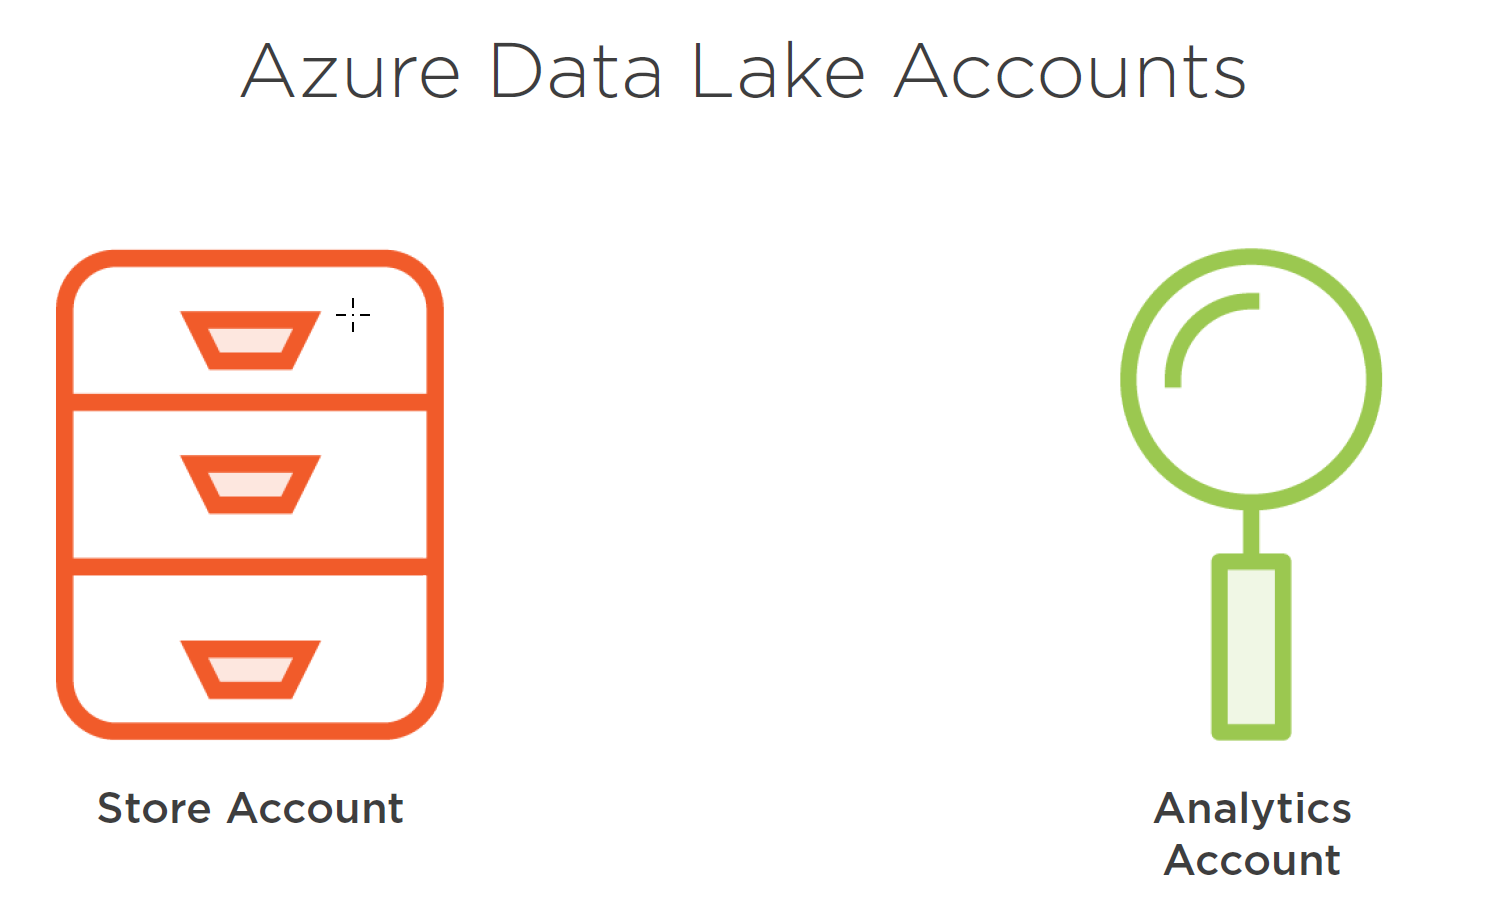 Azure Data Lake Accounts
Store Account
Analytics
Account